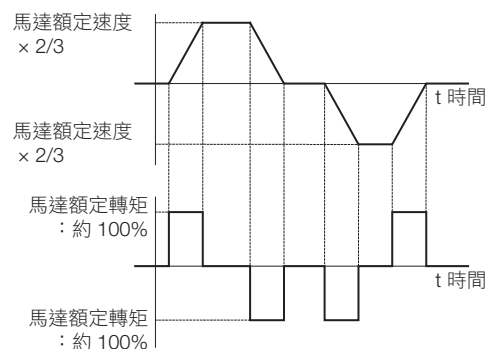 馬達額定速度
× 2/3
t 時間
馬達額定速度
× 2/3
馬達額定轉矩
：約 100%
t 時間
馬達額定轉矩
：約 100%